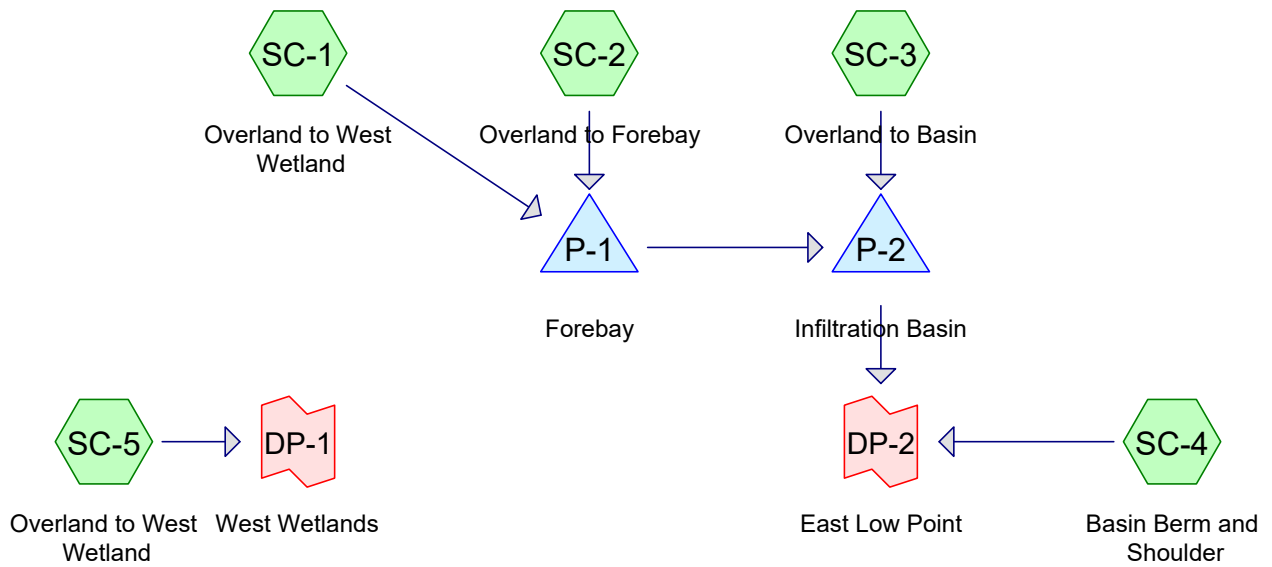 SC-1
SC-2
SC-3
Overland to West
Wetland
Overland to Forebay
Overland to Basin
P-1
P-2
Forebay
Infiltration Basin
SC-5
DP-1
DP-2
SC-4
Overland to West
Wetland
West Wetlands
East Low Point
Basin Berm and
Shoulder